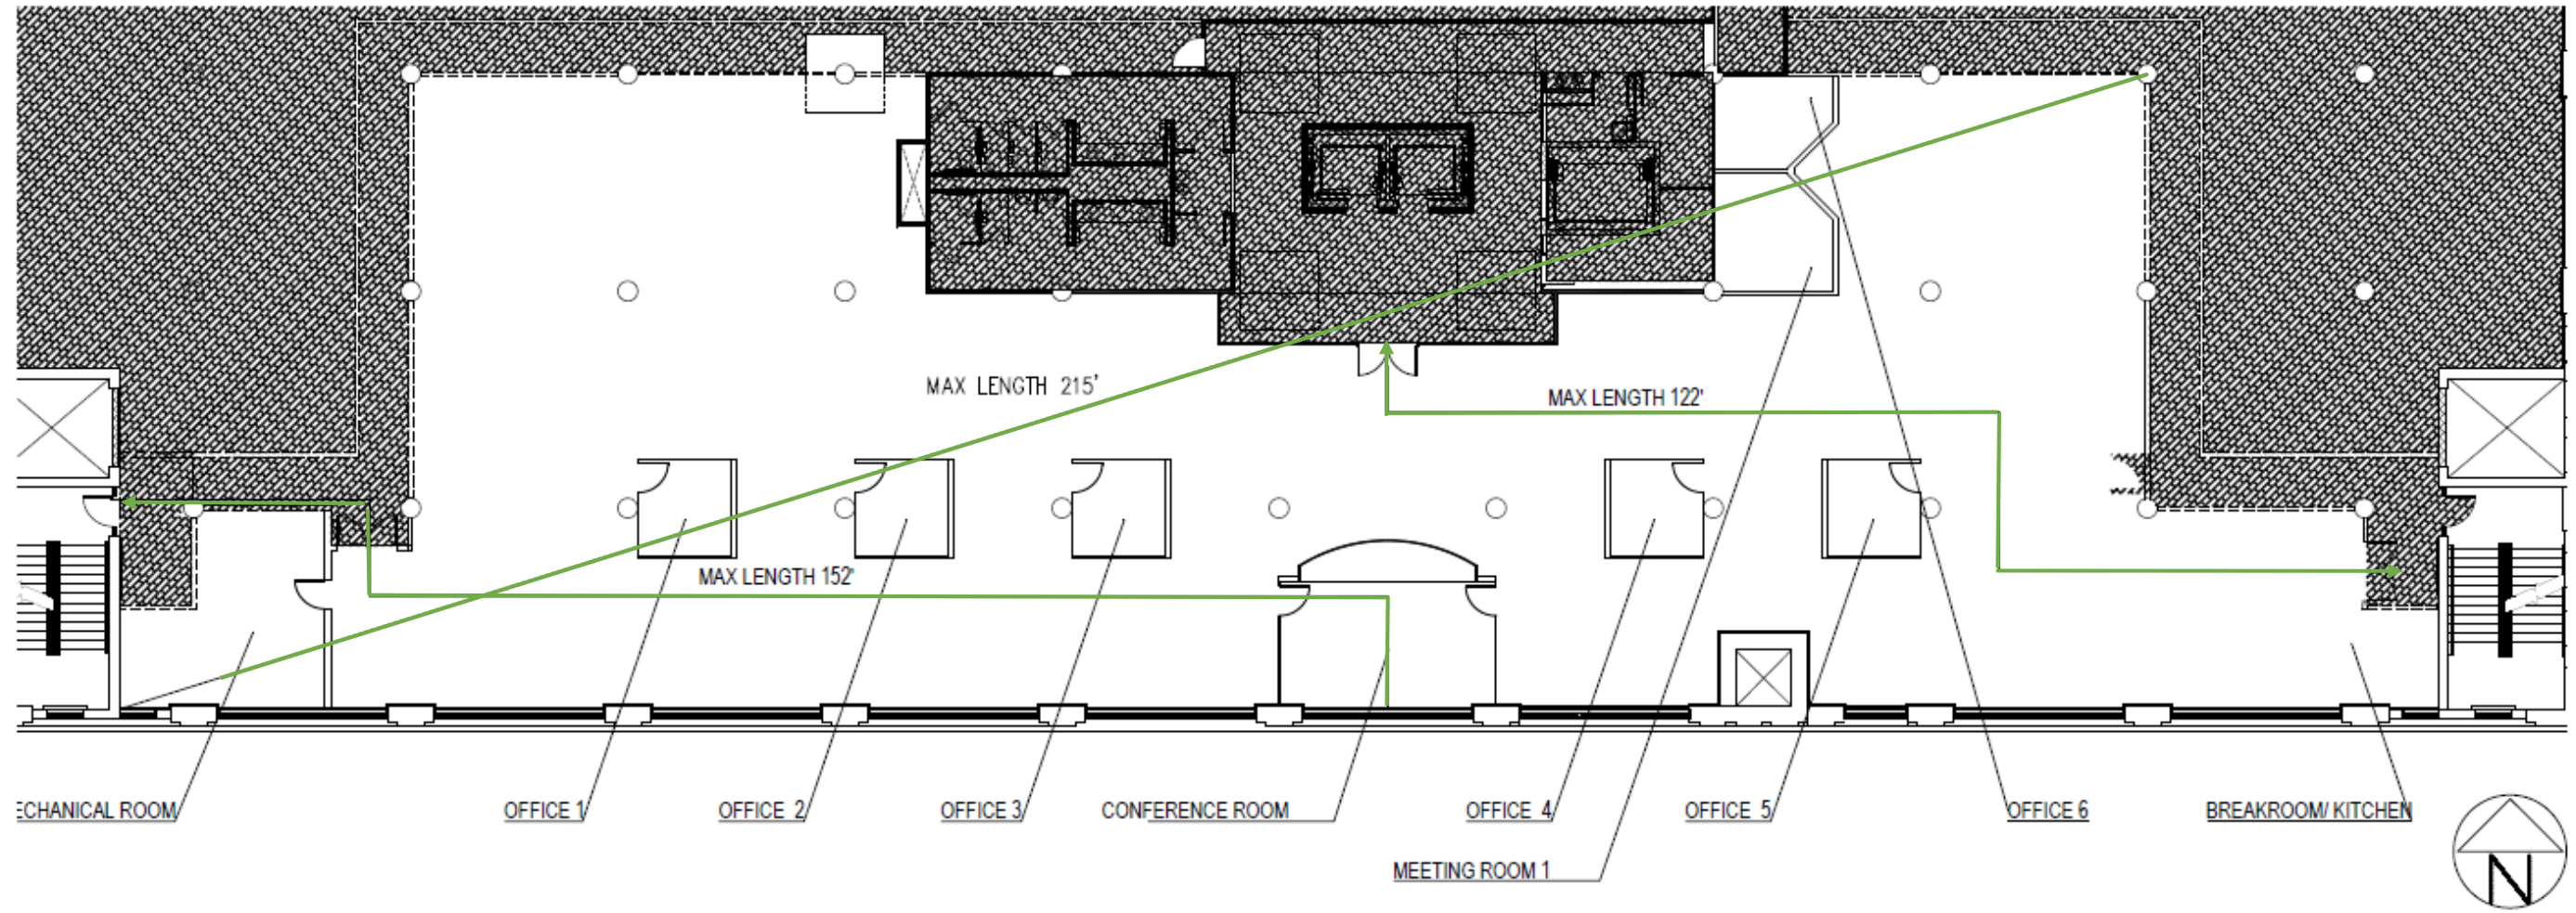 MAX LENGTH 215'
MAX LENGTH 122'
MAX LENGTH 152'
ECHANICAL ROOM
OFFICE 1
OFFICE 2
OFFICE 3
CONFERENCE ROOM
OFFICE 4
OFFICE 5
OFFICE 6
BREAKROOM/ KITCHEN
MEETING ROOM 1
N